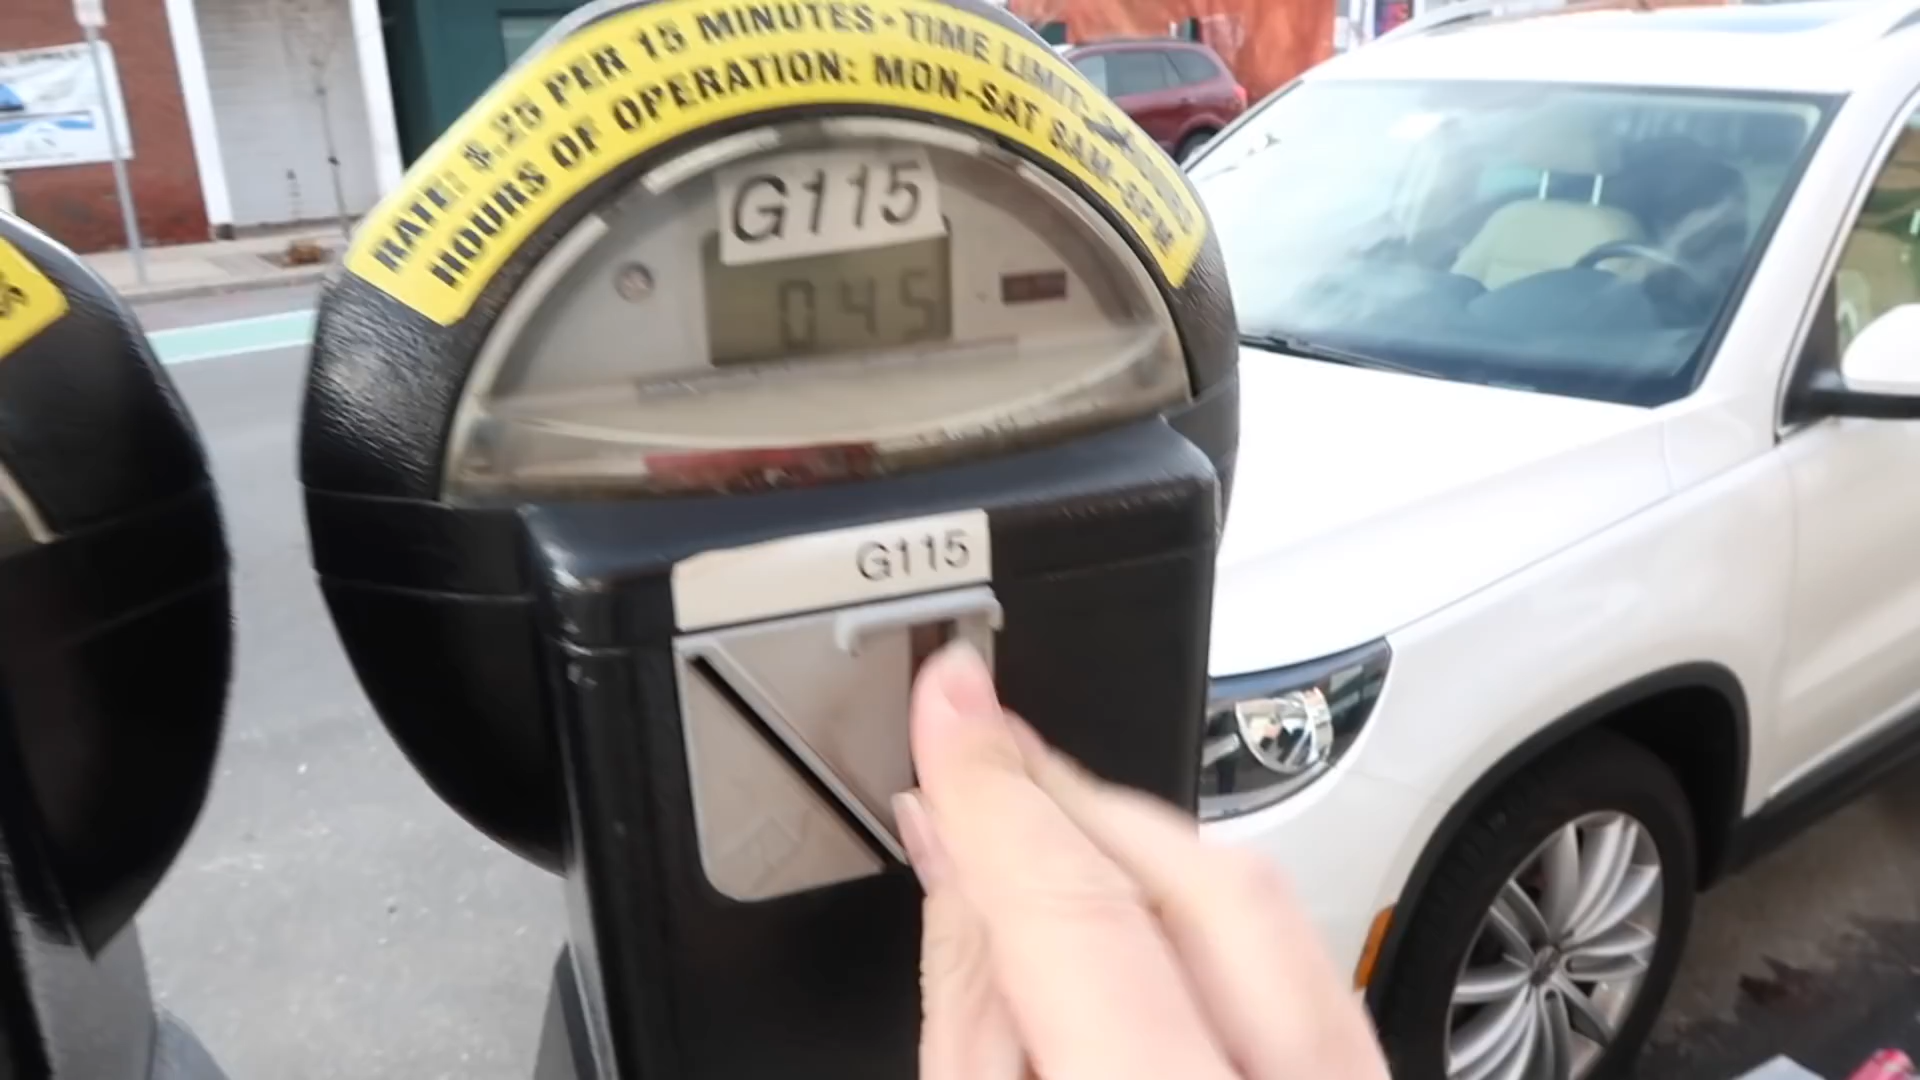 RATE: $.25 PER 15 MINUTES - TIME LIMIT-
HOURS OF OPERATION: MON-SAT 8AM-6PM
G115
045
G115